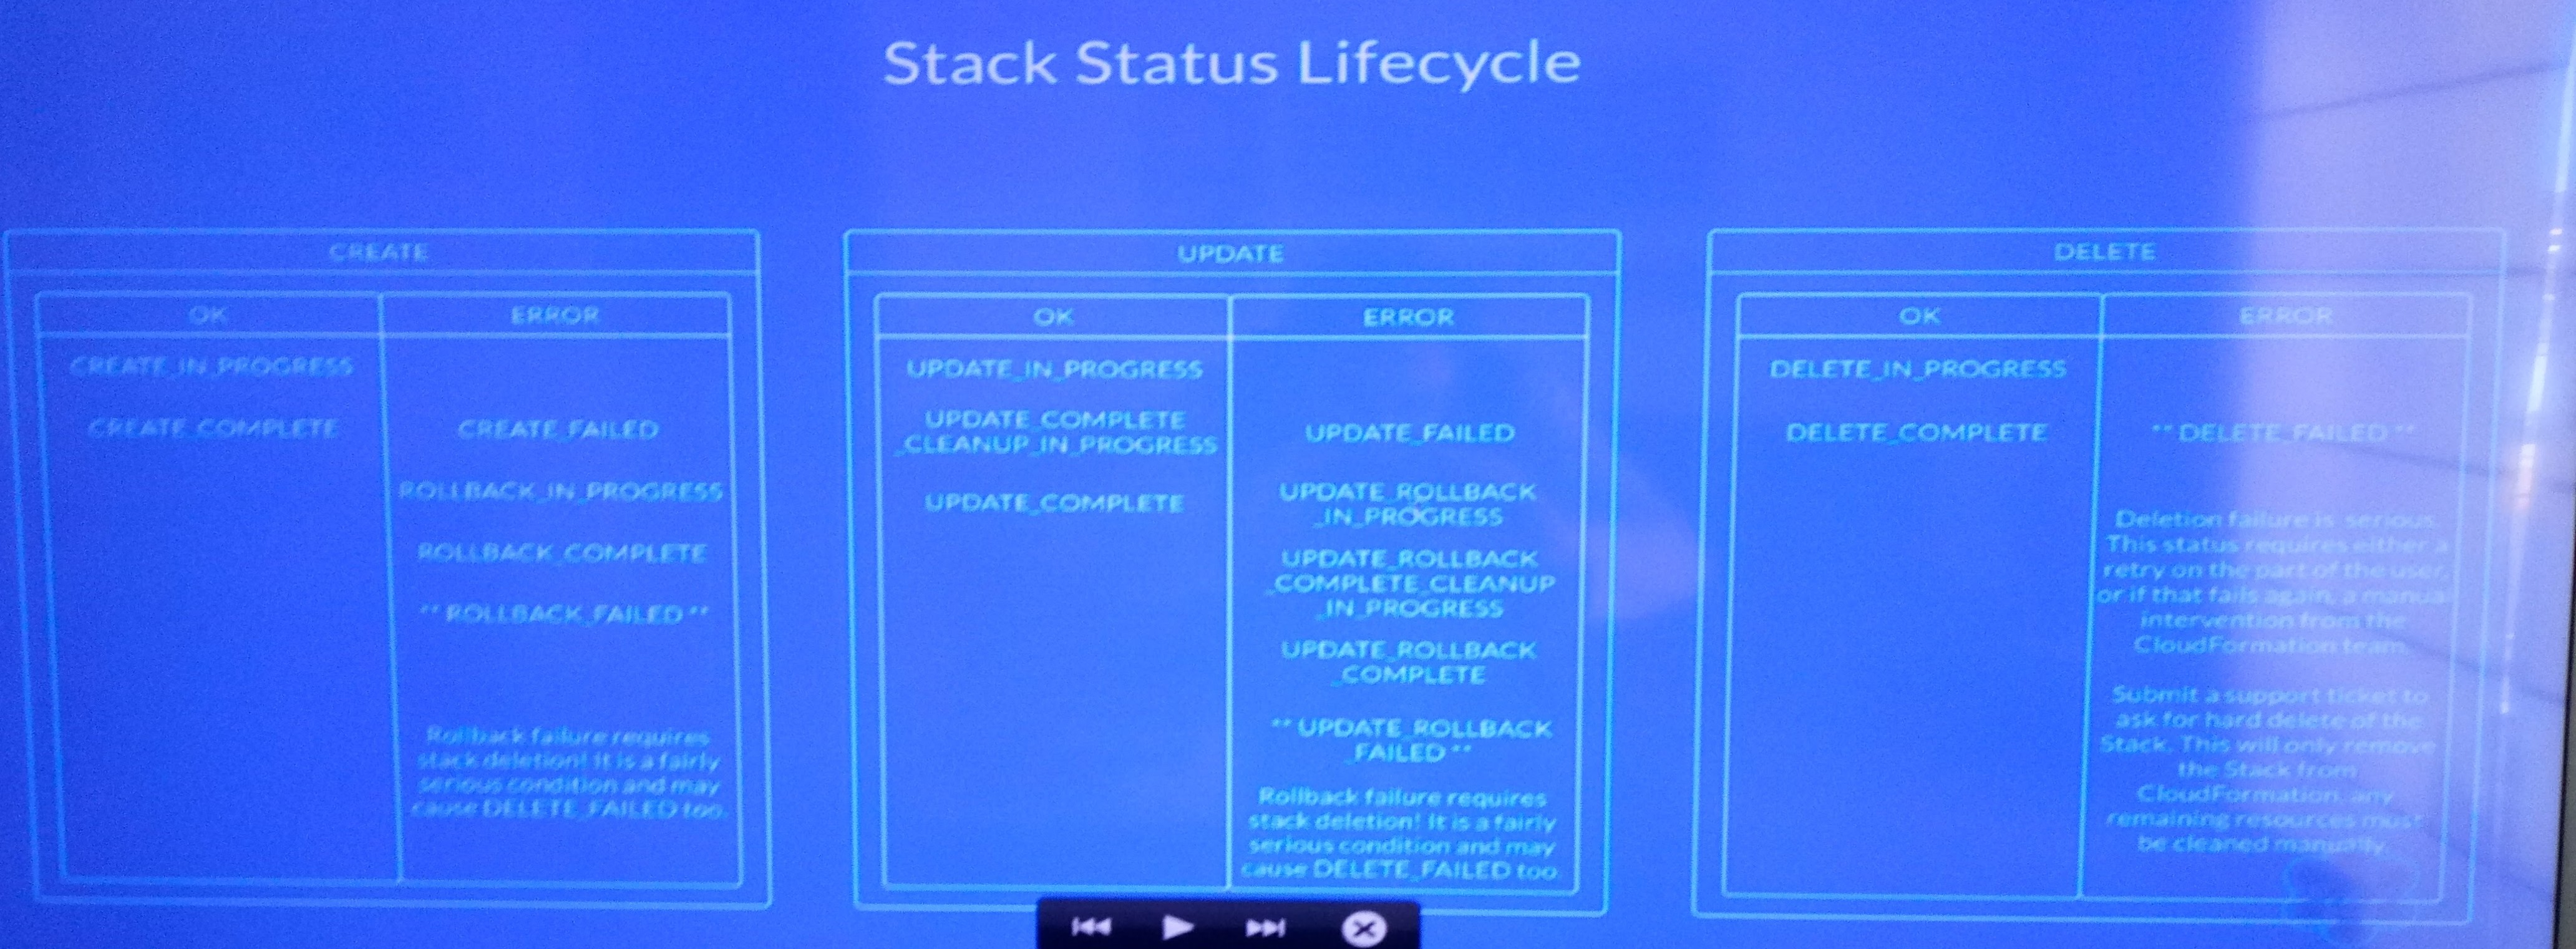 Stack Status Lifecycle
CREATE
OK
ERROR
CREATE_IN_PROGRESS
CREATE_COMPLETE
CREATE_FAILED
ROLLBACK_IN_PROGRESS
ROLLBACK_COMPLETE
** ROLLBACK_FAILED **
Rollback failure requires
stack deletion! It is a fairly
serious condition and may
cause DELETE_FAILED too.
UPDATE
OK
ERROR
UPDATE_IN_PROGRESS
UPDATE_COMPLETE
_CLEANUP_IN_PROGRESS
UPDATE_COMPLETE
UPDATE_FAILED
UPDATE_ROLLBACK
_IN_PROGRESS
UPDATE_ROLLBACK
_COMPLETE_CLEANUP
_IN_PROGRESS
UPDATE_ROLLBACK
_COMPLETE
** UPDATE_ROLLBACK
_FAILED **
Rollback failure requires
stack deletion! It is a fairly
serious condition and may
cause DELETE_FAILED too.
DELETE
OK
ERROR
DELETE_IN_PROGRESS
DELETE_COMPLETE
** DELETE_FAILED **
Deletion failure is serious.
This status requires either a
retry on the part of the user,
or if that fails again, a manual
intervention from the
CloudFormation team.
Submit a support ticket to
ask for hard delete of the
Stack. This will only remove
the Stack from
CloudFormation, any
remaining resources must
be cleaned manually.